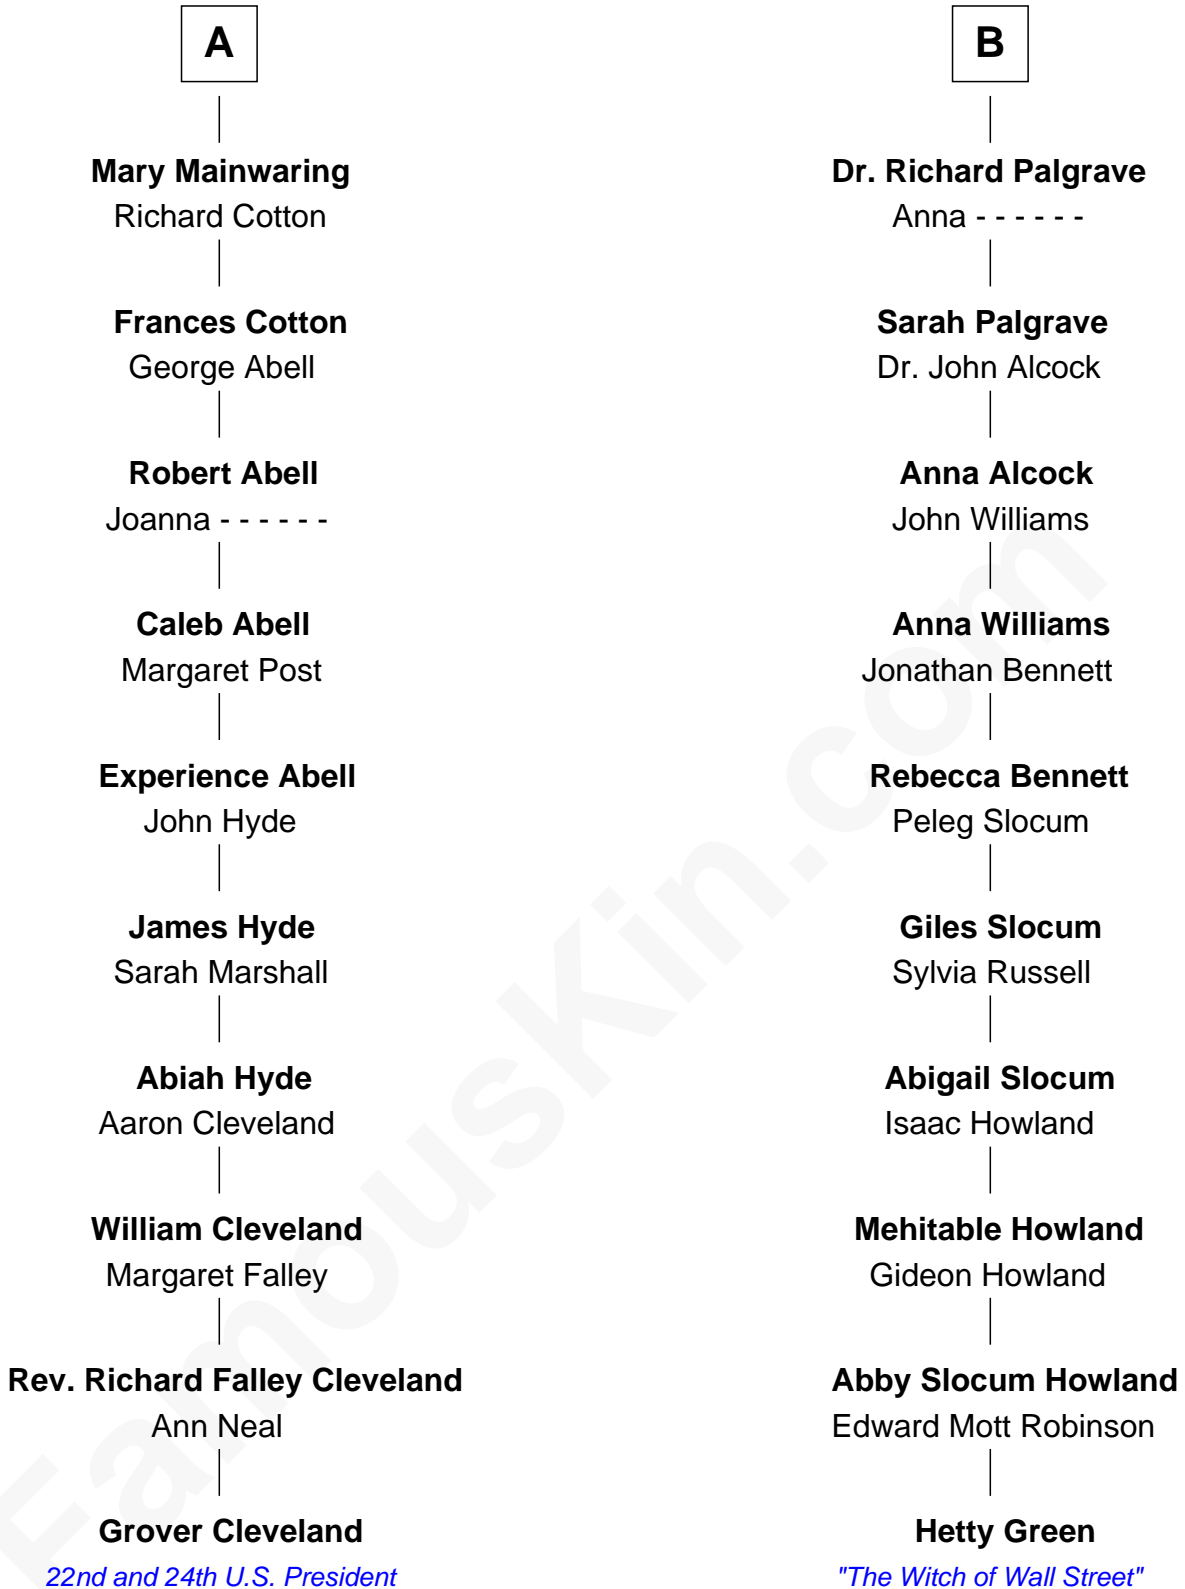 A
Mary Mainwaring
Richard Cotton
Frances Cotton
George Abell
Robert Abell
Joanna - - - - - -
Caleb Abell
Margaret Post
Experience Abell
John Hyde
James Hyde
Sarah Marshall
Abiah Hyde
Aaron Cleveland
William Cleveland
Margaret Falley
Rev. Richard Falley Cleveland
Ann Neal
Grover Cleveland
22nd and 24th U.S. President
B
Dr. Richard Palgrave
Anna - - - - - -
Sarah Palgrave
Dr. John Alcock
Anna Alcock
John Williams
Anna Williams
Jonathan Bennett
Rebecca Bennett
Peleg Slocum
Giles Slocum
Sylvia Russell
Abigail Slocum
Isaac Howland
Mehitable Howland
Gideon Howland
Abby Slocum Howland
Edward Mott Robinson
Hetty Green
"The Witch of Wall Street"
FamousKin.com